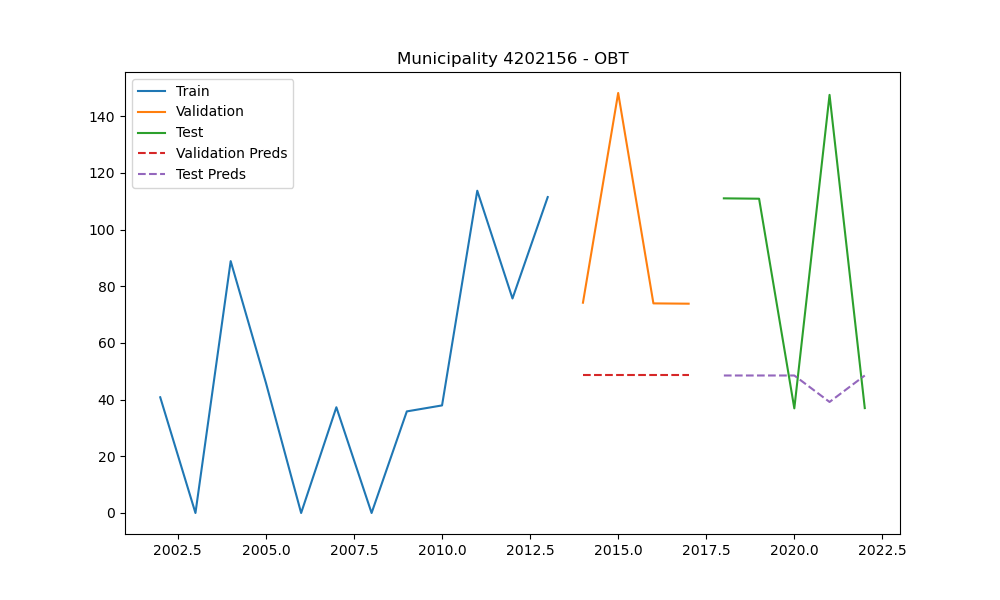 Municipality 4202156 - OBT
Train
Validation
Test
Validation Preds
Test Preds
140
120
100
80
60
40
20
0
2002.5 2005.0 2007.5 2010.0 2012.5 2015.0 2017.5 2020.0 2022.5